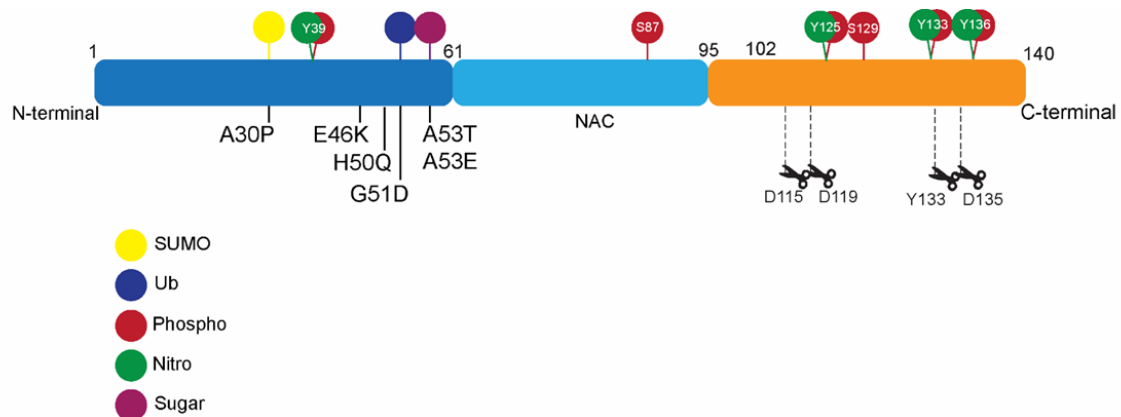 Y39
Y125
S129
S87
Y133
Y136
1
61
95
102
140
N-terminal
C-terminal
NAC
A30P
E46K
A53T
H50Q
A53E
G51D
D115
D119
Y133
D135
SUMO
Ub
Phospho
Nitro
Sugar